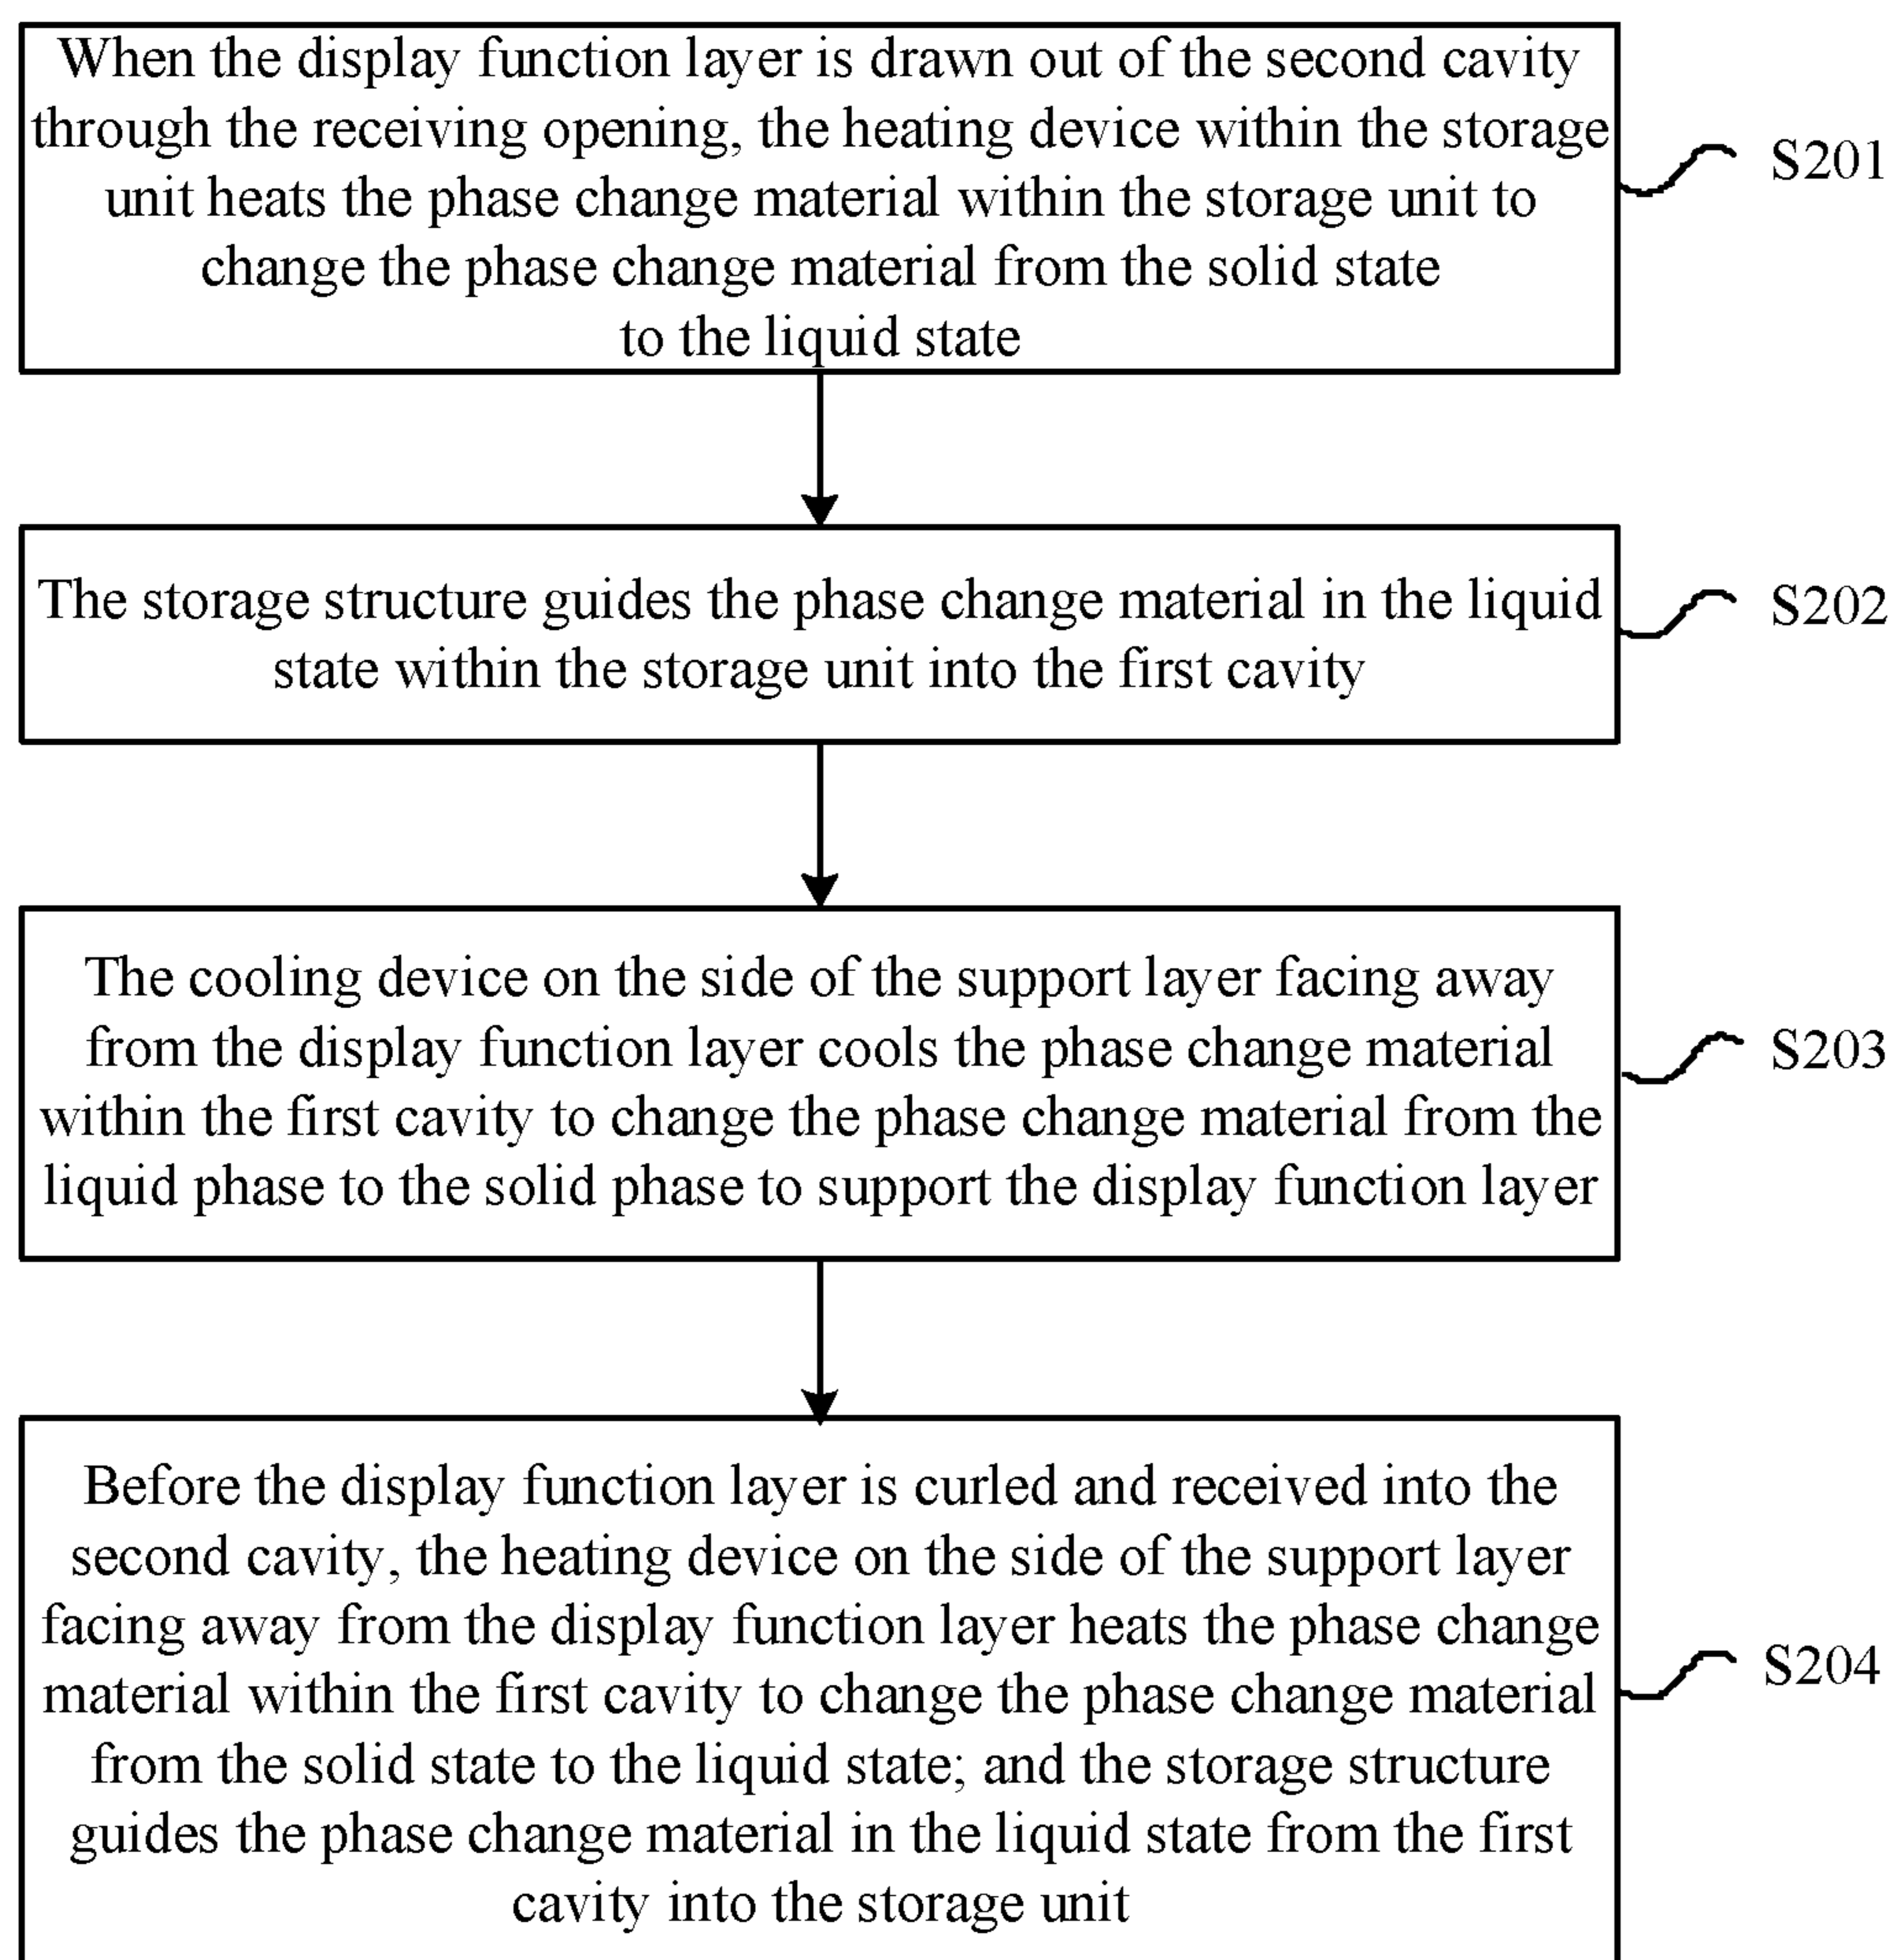 When the display function layer is drawn out of the second cavity
through the receiving opening, the heating device within the storage
unit heats the phase change material within the storage unit to
change the phase change material from the solid state
to the liquid state
S201
The storage structure guides the phase change material in the liquid
state within the storage unit into the first cavity
S202
The cooling device on the side of the support layer facing away
from the display function layer cools the phase change material
within the first cavity to change the phase change material from the
liquid phase to the solid phase to support the display function layer
S203
Before the display function layer is curled and received into the
second cavity, the heating device on the side of the support layer
facing away from the display function layer heats the phase change
material within the first cavity to change the phase change material
from the solid state to the liquid state; and the storage structure
guides the phase change material in the liquid state from the first
cavity into the storage unit
S204